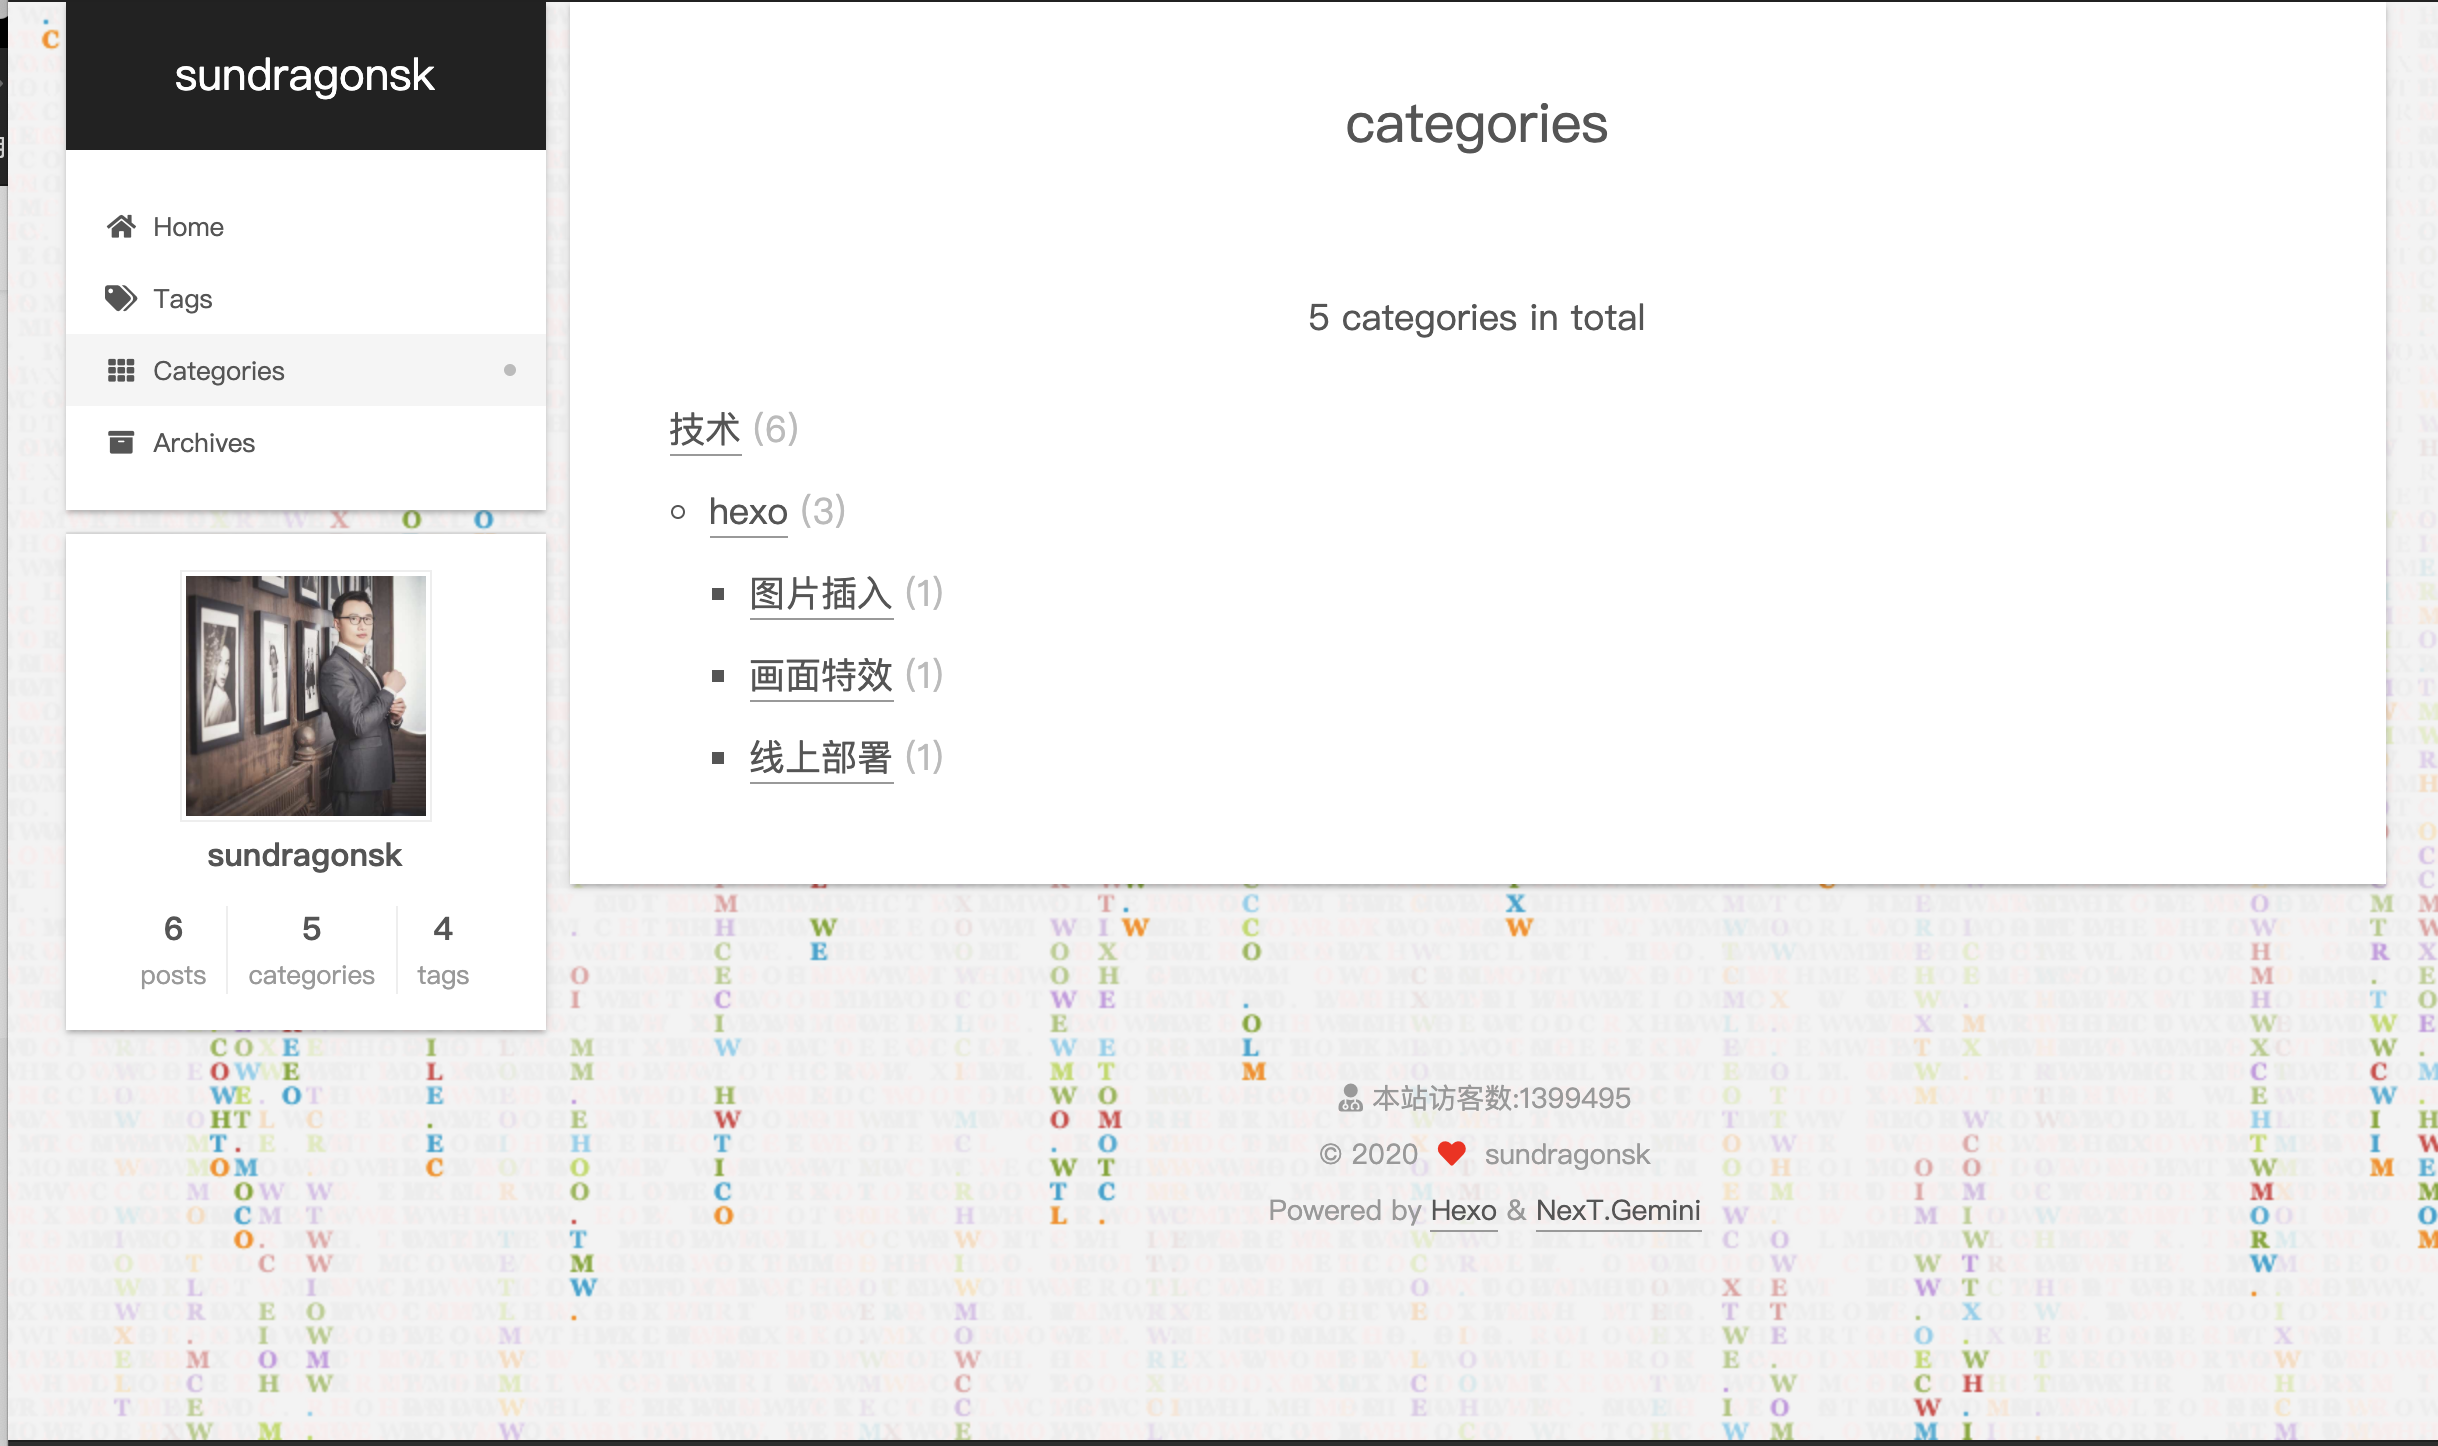 sundragonsk
Home
Tags
Categories
Archives
sundragonsk
6 posts
5 categories
4 tags
categories
5 categories in total
技术 (6)
hexo (3)
图片插入 (1)
画面特效 (1)
线上部署 (1)
本站访客数:1399495
© 2020 sundragonsk
Powered by Hexo & NexT.Gemini